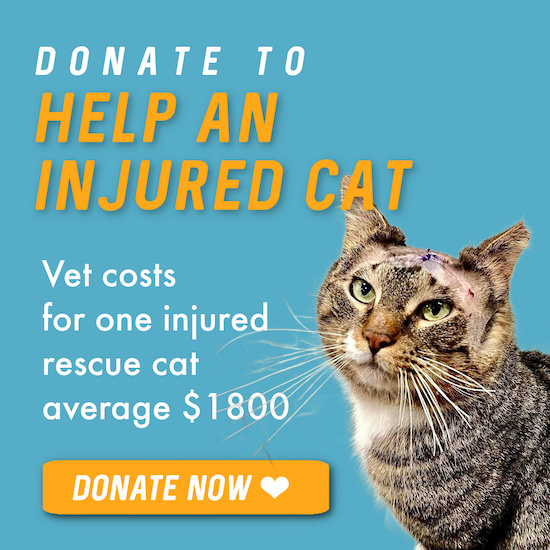 DONATE TO
HELP AN
INJURED CAT
Vet costs
for one injured
rescue cat
average $1800
DONATE NOW ❤